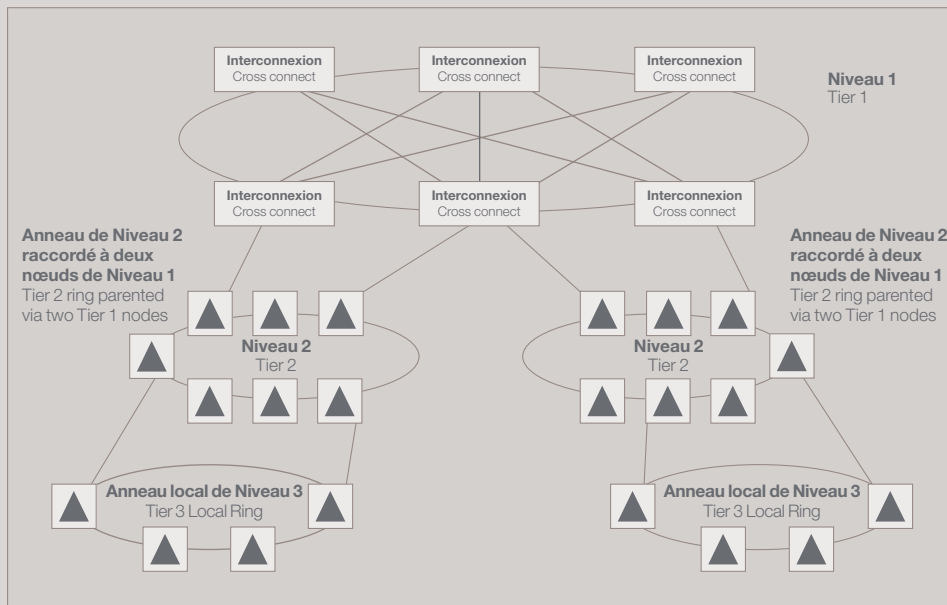 Interconnexion
Cross connect
Interconnexion
Cross connect
Interconnexion
Cross connect
Niveau 1
Tier 1
Interconnexion
Cross connect
Interconnexion
Cross connect
Interconnexion
Cross connect
Anneau de Niveau 2
raccordé à deux
nœuds de Niveau 1
Tier 2 ring parented
via two Tier 1 nodes
Anneau de Niveau 2
raccordé à deux
nœuds de Niveau 1
Tier 2 ring parented
via two Tier 1 nodes
Niveau 2
Tier 2
Niveau 2
Tier 2
Anneau local de Niveau 3
Tier 3 Local Ring
Anneau local de Niveau 3
Tier 3 Local Ring